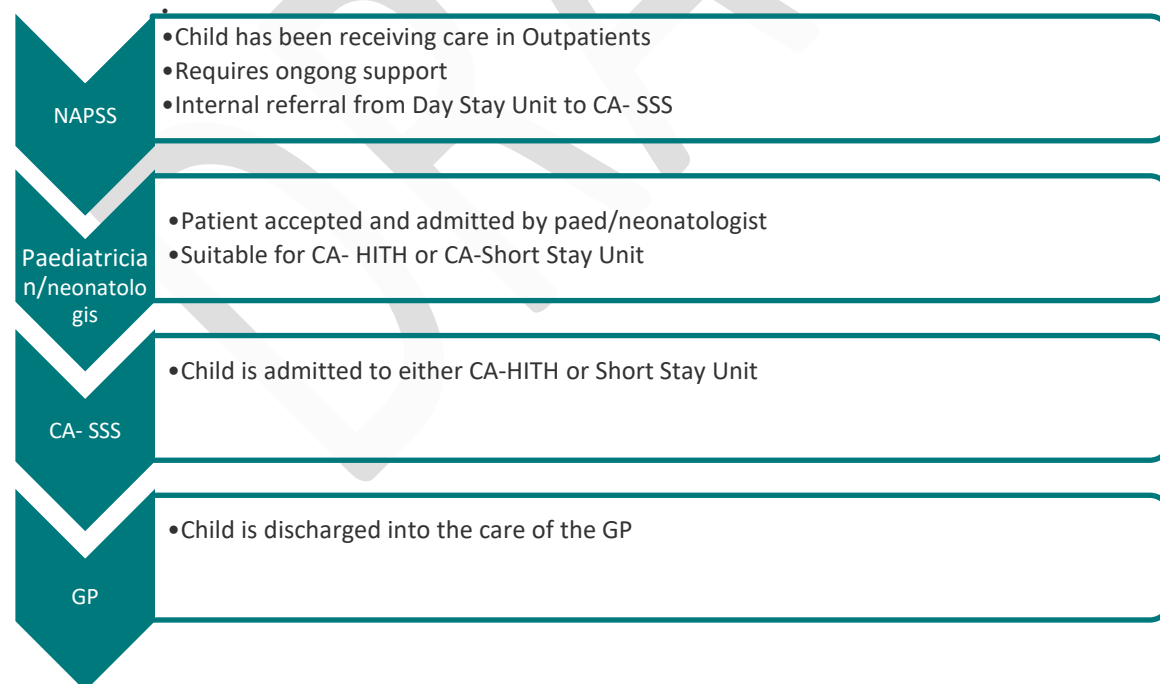 •
•Child has been receiving care in Outpatients
•Requires ongong support
•Internal referral from Day Stay Unit to CA- SSS
NAPSS
•Patient accepted and admitted by paed/neonatologist
•Suitable for CA- HITH or CA-Short Stay Unit
Paediatricia
n/neonatolo
gis
•Child is admitted to either CA-HITH or Short Stay Unit
CA- SSS
•Child is discharged into the care of the GP
GP